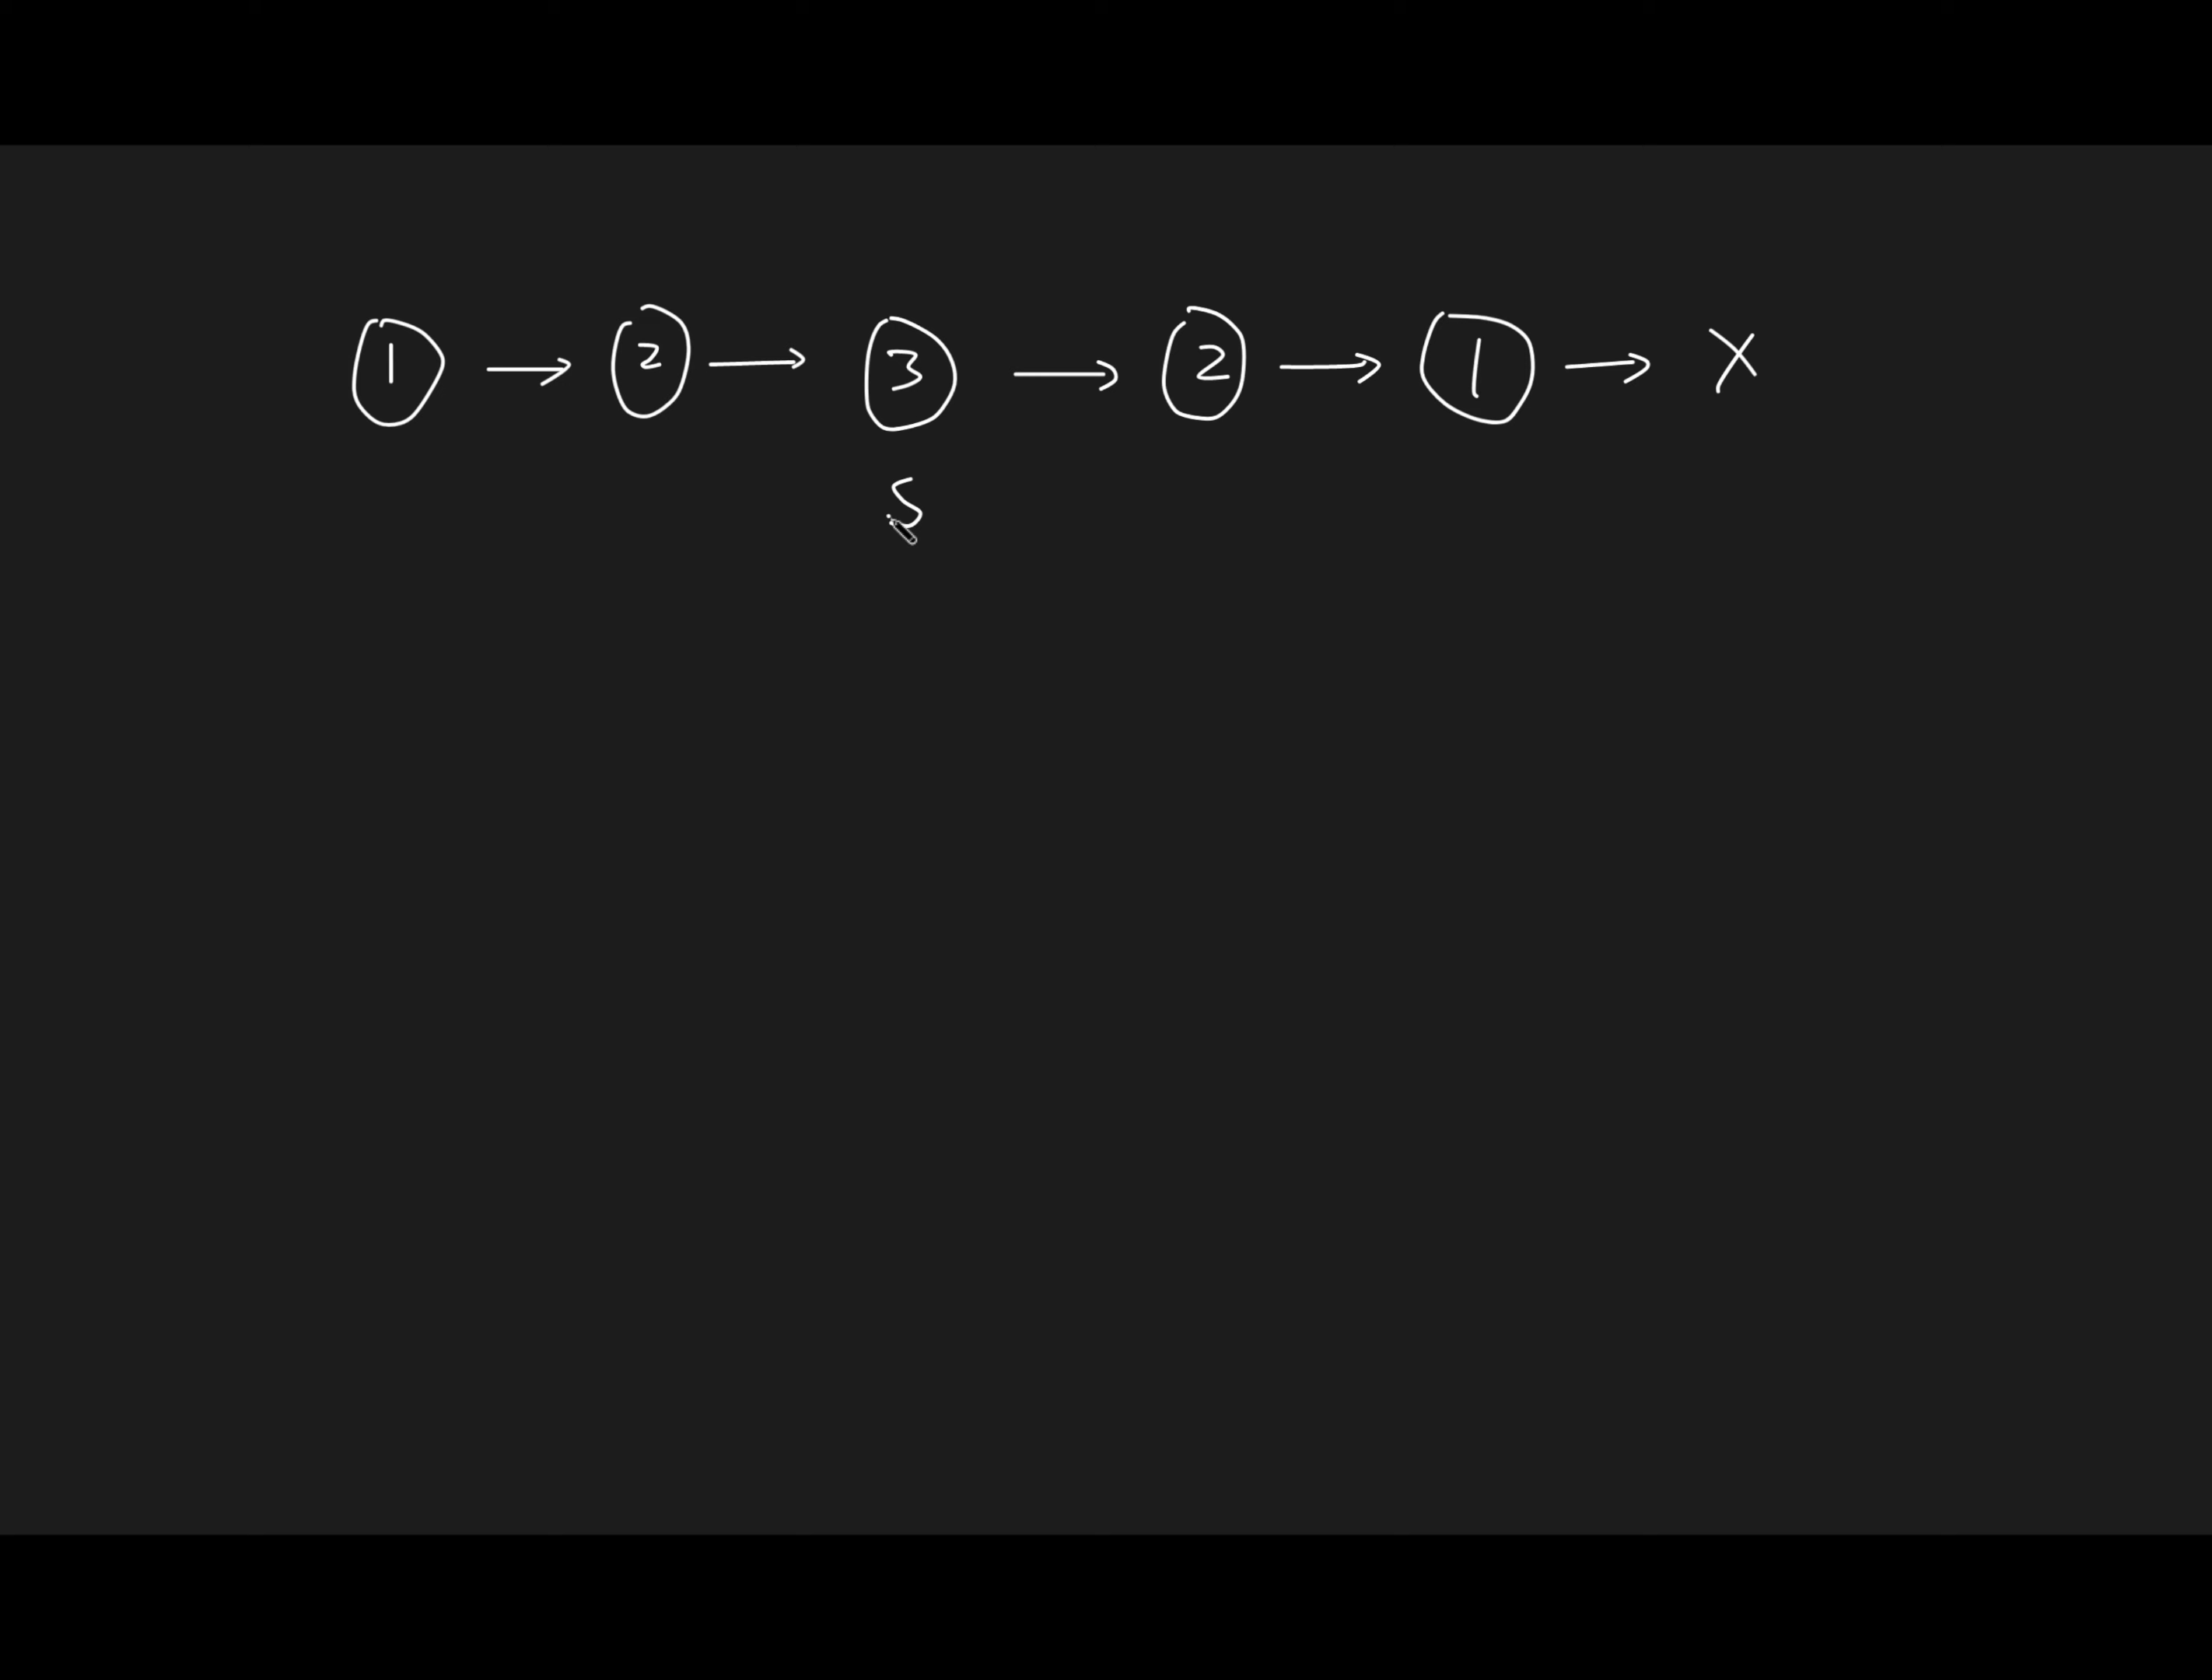 1 → 2 → 3 → 2 → 1 → X
S